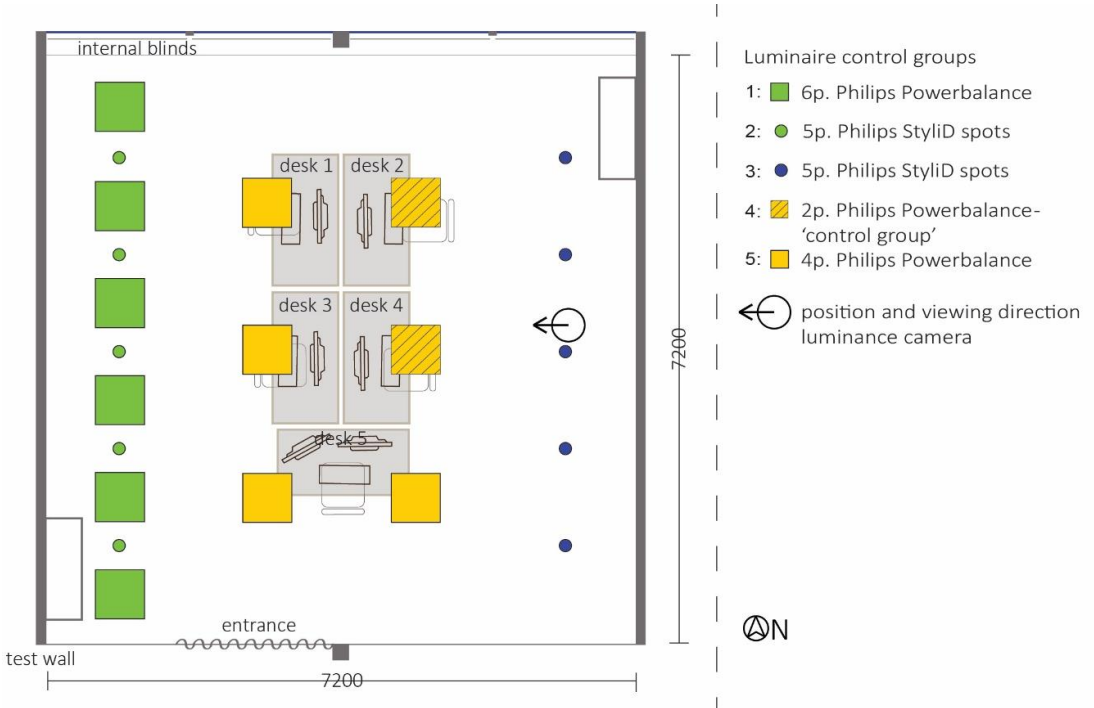 internal blinds
desk 1
desk 2
desk 3
desk 4
desk 5
entrance
test wall
7200
7200
Luminaire control groups
1: 6p. Philips Powerbalance
2: 5p. Philips StyliD spots
3: 5p. Philips StyliD spots
4: 2p. Philips Powerbalance-
‘control group’
5: 4p. Philips Powerbalance
position and viewing direction
luminance camera
N